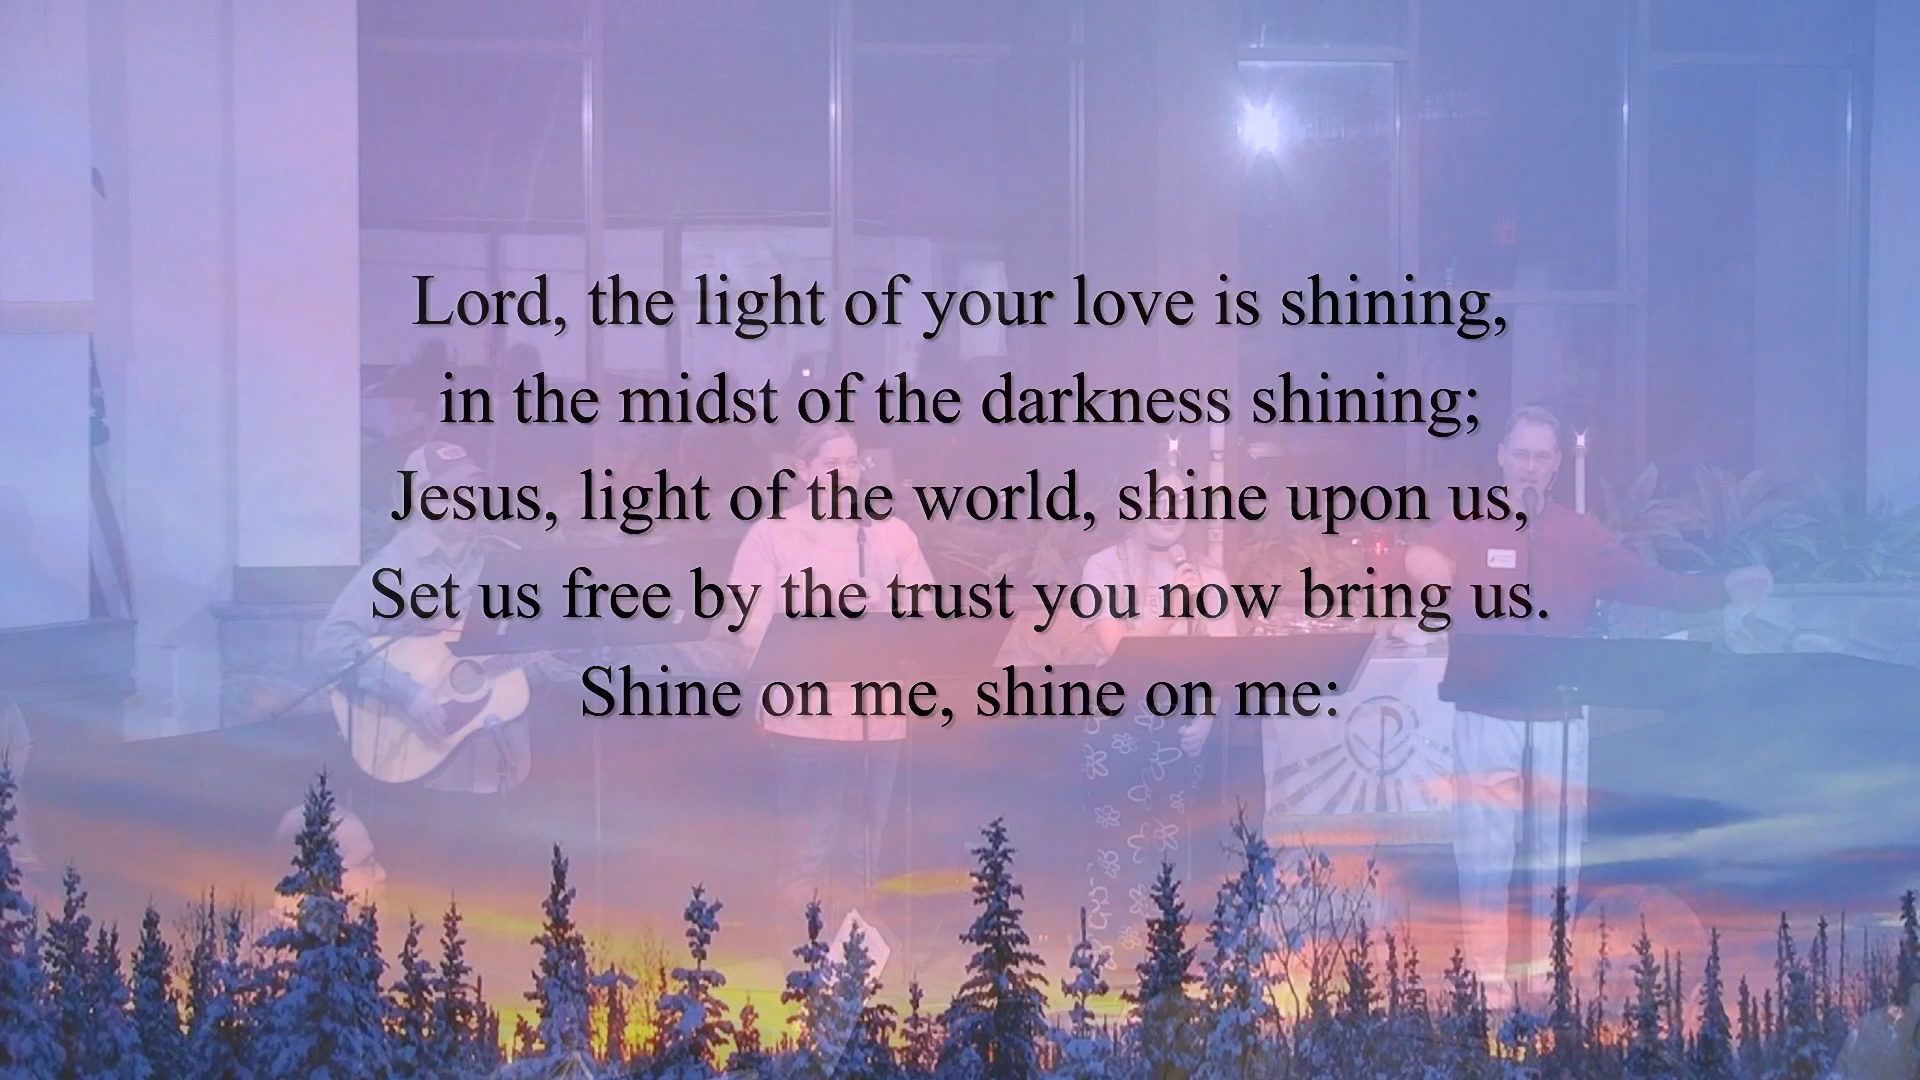 Lord, the light of your love is shining,
in the midst of the darkness shining;
Jesus, light of the world, shine upon us,
Set us free by the trust you now bring us.
Shine on me, shine on me: